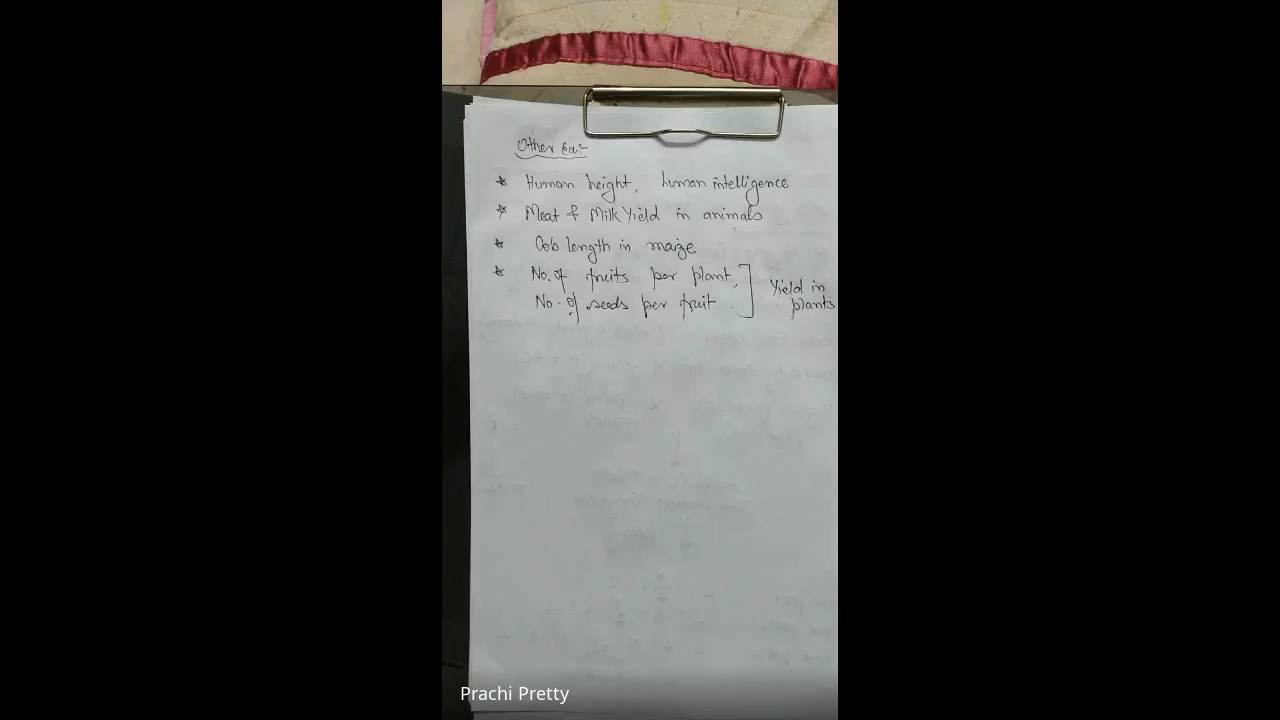 Other Ex:-
* Human height, human intelligence
* Meat & Milk Yield in animals
* Cob length in maize
* No. of fruits per plant,
No. of seeds per fruit
Yield in
plants
Prachi Pretty